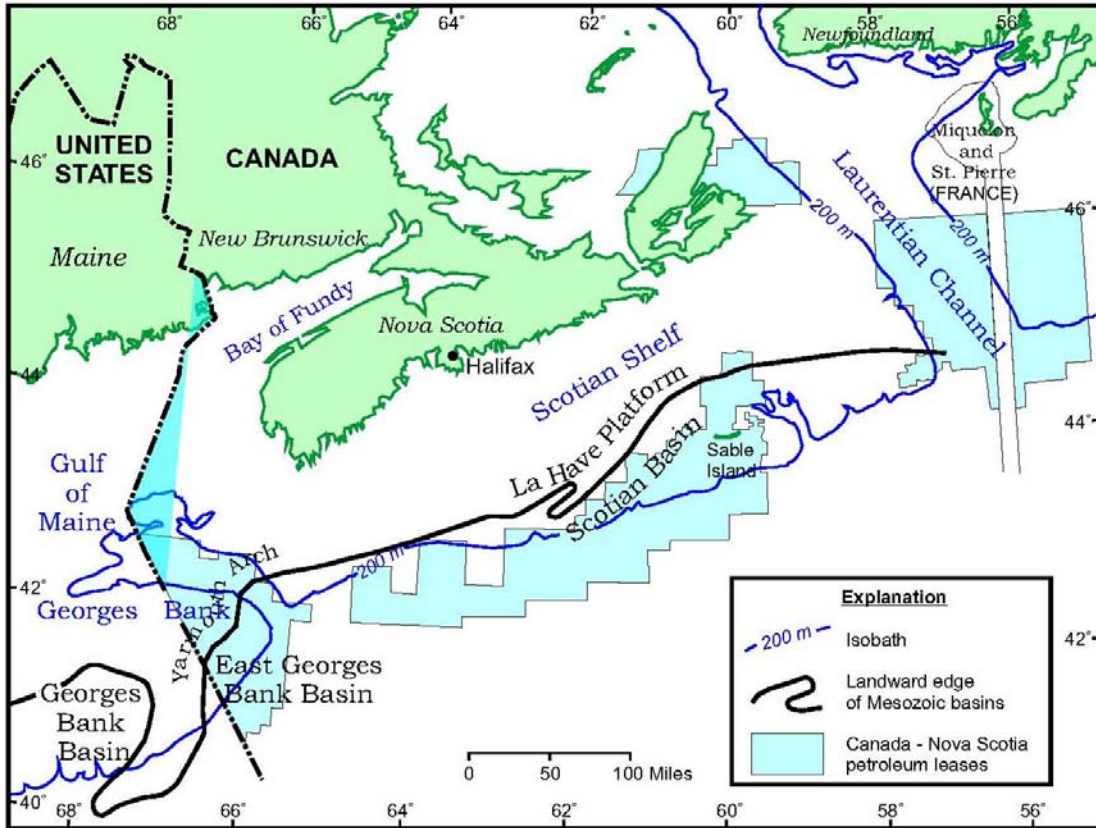 68˚
66˚
64˚
62˚
60˚
58˚
56˚
Newfoundland
46˚
UNITED
STATES
CANADA
Miquelon
and
St. Pierre
(FRANCE)
46˚
Maine
New Brunswick
Laurentian Channel
200 m
200 m
Bay of Fundy
Nova Scotia
Halifax
Scotian Shelf
44˚
44˚
La Have Platform
Scotian Basin
Sable
Island
Gulf
of
Maine
200 m
42˚
Georges Bank
Yarmouth Arch
42˚
East Georges
Bank Basin
Georges
Bank
Basin
Explanation
200 m
Isobath
Landward edge
of Mesozoic basins
Canada - Nova Scotia
petroleum leases
0 50 100 Miles
40˚
40˚
68˚
66˚
64˚
62˚
60˚
58˚
56˚